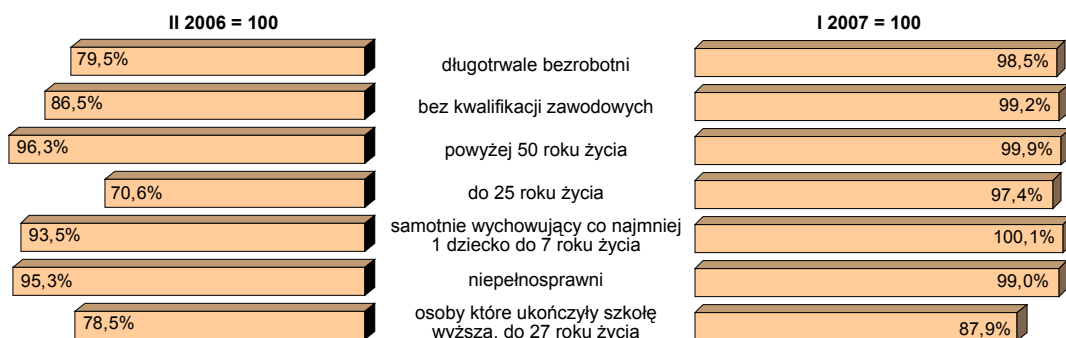 II 2006 = 100
I 2007 = 100
79,5%
długotrwale bezrobotni
98,5%
86,5%
bez kwalifikacji zawodowych
99,2%
96,3%
powyżej 50 roku życia
99,9%
70,6%
do 25 roku życia
97,4%
93,5%
samotnie wychowujący co najmniej
1 dziecko do 7 roku życia
100,1%
95,3%
niepełnosprawni
99,0%
78,5%
osoby które ukończyły szkołę
wyższą, do 27 roku życia
87,9%